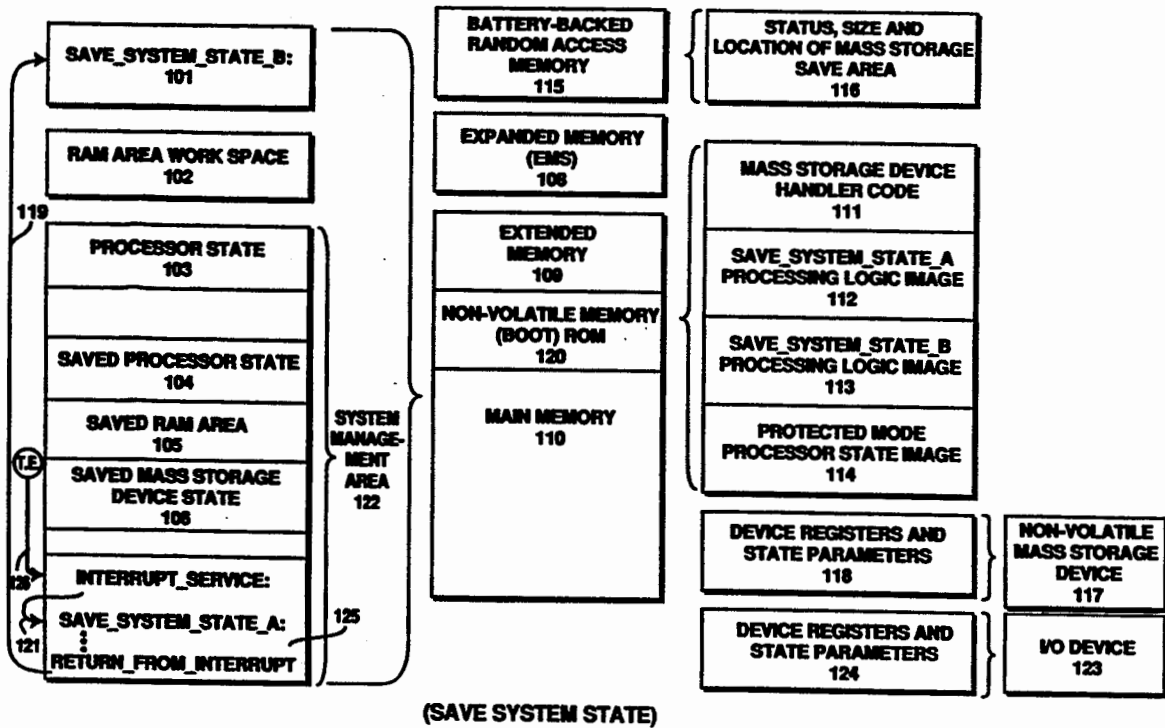 SAVE_SYSTEM_STATE_B:
101
RAM AREA WORK SPACE
102
119
PROCESSOR STATE
103
SAVED PROCESSOR STATE
104
SAVED RAM AREA
105
T.E.
SAVED MASS STORAGE
DEVICE STATE
106
126
INTERRUPT_SERVICE:
121
SAVE_SYSTEM_STATE_A:
125
RETURN_FROM_INTERRUPT
SYSTEM
MANAGE-
MENT
AREA
122
BATTERY-BACKED
RANDOM ACCESS
MEMORY
115
EXPANDED MEMORY
(EMS)
108
EXTENDED
MEMORY
109
NON-VOLATILE MEMORY
(BOOT) ROM
120
MAIN MEMORY
110
STATUS, SIZE AND
LOCATION OF MASS STORAGE
SAVE AREA
116
MASS STORAGE DEVICE
HANDLER CODE
111
SAVE_SYSTEM_STATE_A
PROCESSING LOGIC IMAGE
112
SAVE_SYSTEM_STATE_B
PROCESSING LOGIC IMAGE
113
PROTECTED MODE
PROCESSOR STATE IMAGE
114
DEVICE REGISTERS AND
STATE PARAMETERS
118
NON-VOLATILE
MASS STORAGE
DEVICE
117
DEVICE REGISTERS AND
STATE PARAMETERS
124
I/O DEVICE
123
(SAVE SYSTEM STATE)